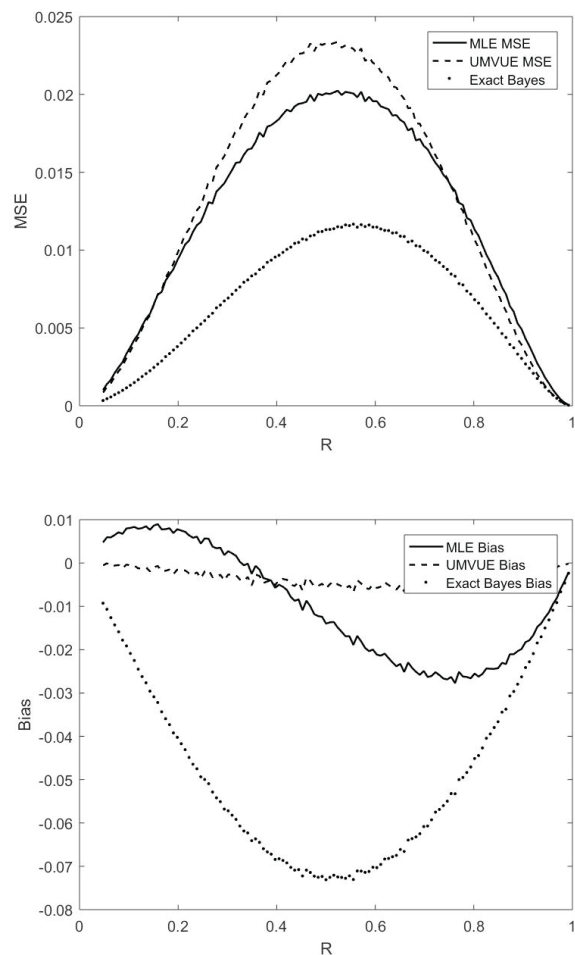 0.025
0.02
0.015
0.01
0.005
0
MSE
MLE MSE
UMVUE MSE
Exact Bayes
0 0.2 0.4 0.6 0.8 1
R
0.01
0
-0.01
-0.02
-0.03
-0.04
-0.05
-0.06
-0.07
-0.08
Bias
MLE Bias
UMVUE Bias
Exact Bayes Bias
0 0.2 0.4 0.6 0.8 1
R